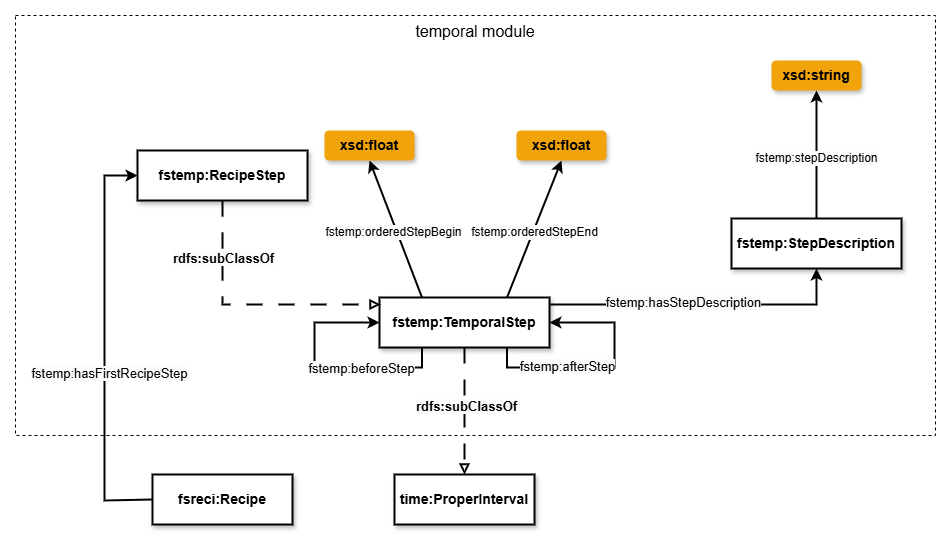 temporal module
xsd:string
xsd:float
xsd:float
fstemp:stepDescription
fstemp:RecipeStep
fstemp:orderedStepBegin
fstemp:orderedStepEnd
fstemp:StepDescription
rdfs:subClassOf
fstemp:hasStepDescription
fstemp:TemporalStep
fstemp:beforeStep
fstemp:afterStep
fstemp:hasFirstRecipeStep
rdfs:subClassOf
fsreci:Recipe
time:ProperInterval